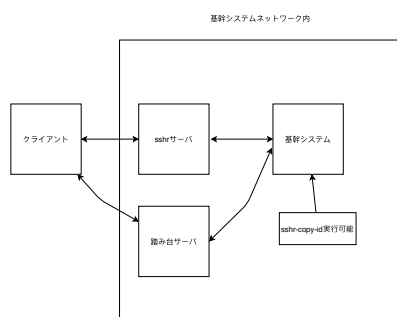 基幹システムネットワーク内
クライアント
sshrサーバ
基幹システム
踏み台サーバ
sshr-copy-id実行可能